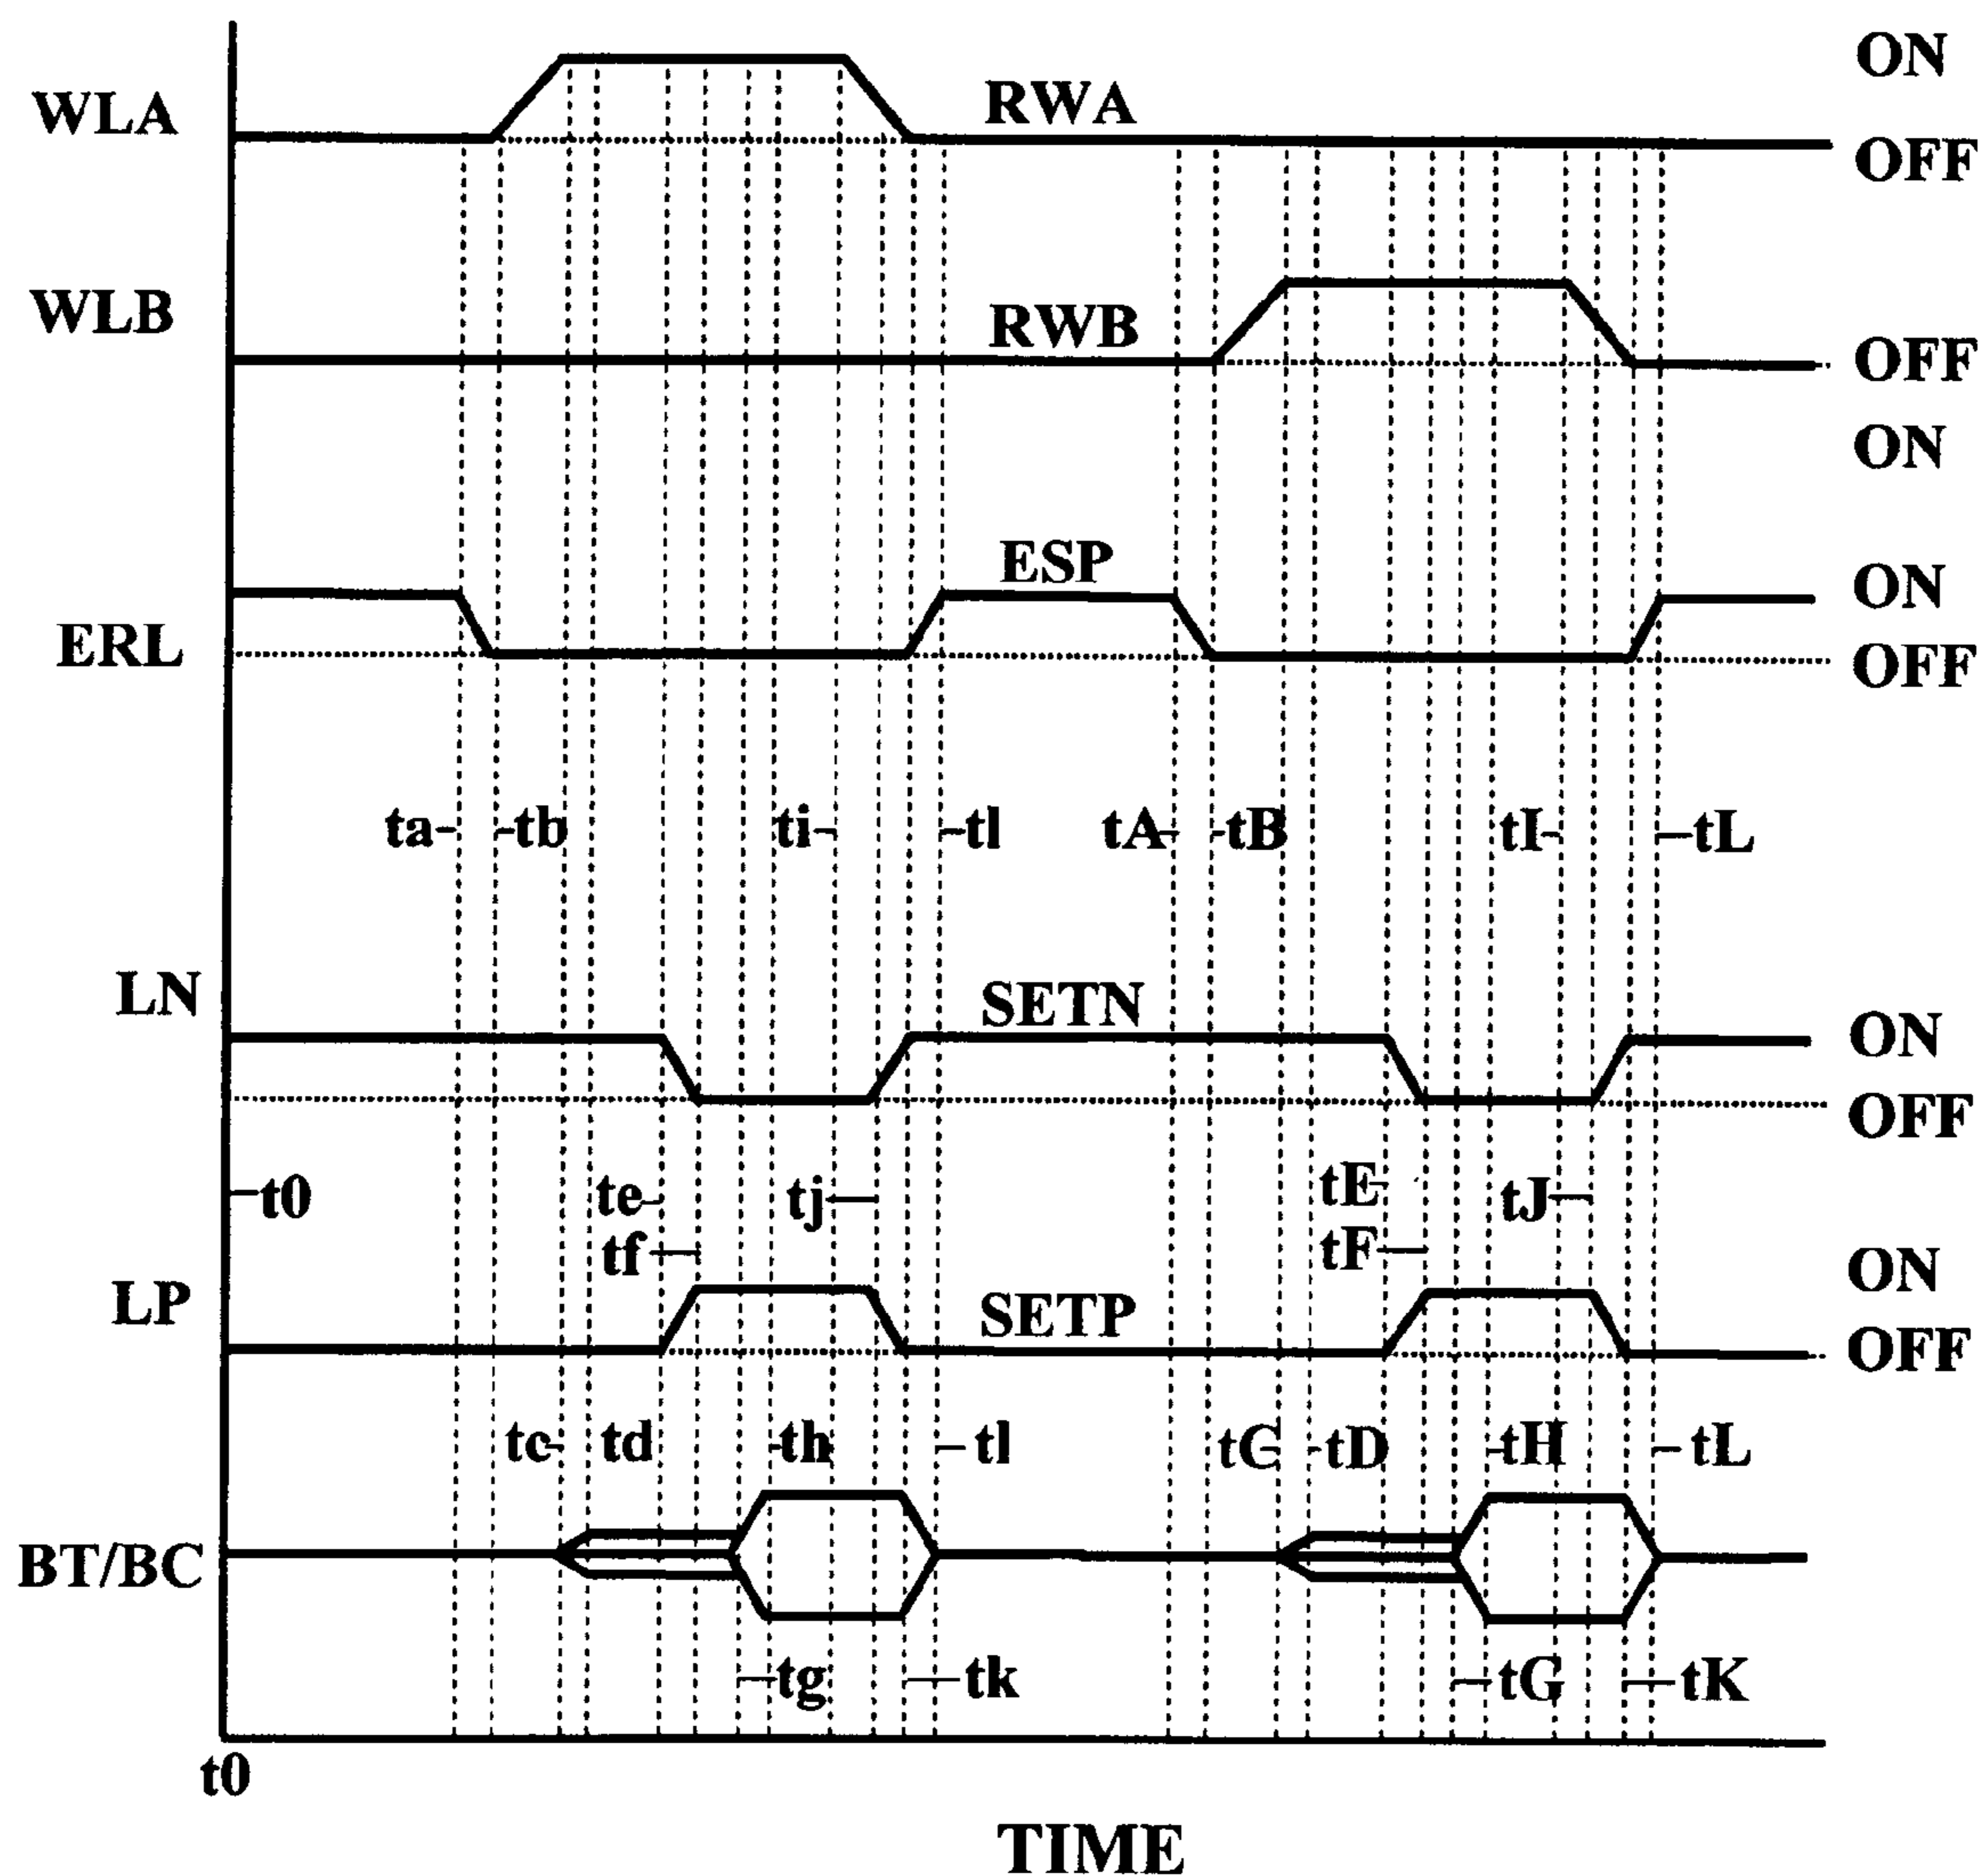 ON
WLA
RWA
OFF
WLB
RWB
OFF
ON
ESP
ON
ERL
OFF
ta
tb
ti
tl
tA
tB
tI
tL
LN
SETN
ON
OFF
t0
te
tj
tE
tJ
tf
tF
ON
LP
SETP
OFF
tc
td
th
tl
tC
tD
tH
tL
BT/BC
tg
tk
tG
tK
t0
TIME